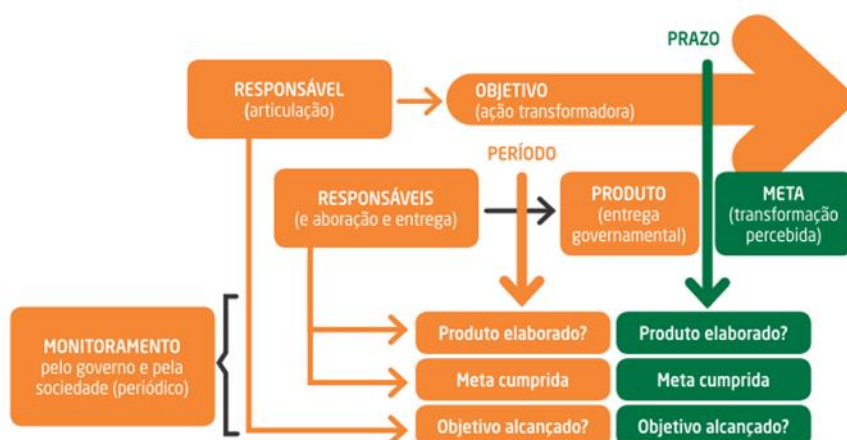 PRAZO
RESPONSÁVEL
(articulação)
OBJETIVO
(ação transformadora)
PERÍODO
RESPONSÁVEIS
(e aboração e entrega)
PRODUTO
(entrega
governamental)
META
(transformação
percebida)
MONITORAMENTO
pelo governo e pela
sociedade (periódico)
Produto elaborado?
Produto elaborado?
Meta cumprida
Meta cumprida
Objetivo alcançado?
Objetivo alcançado?